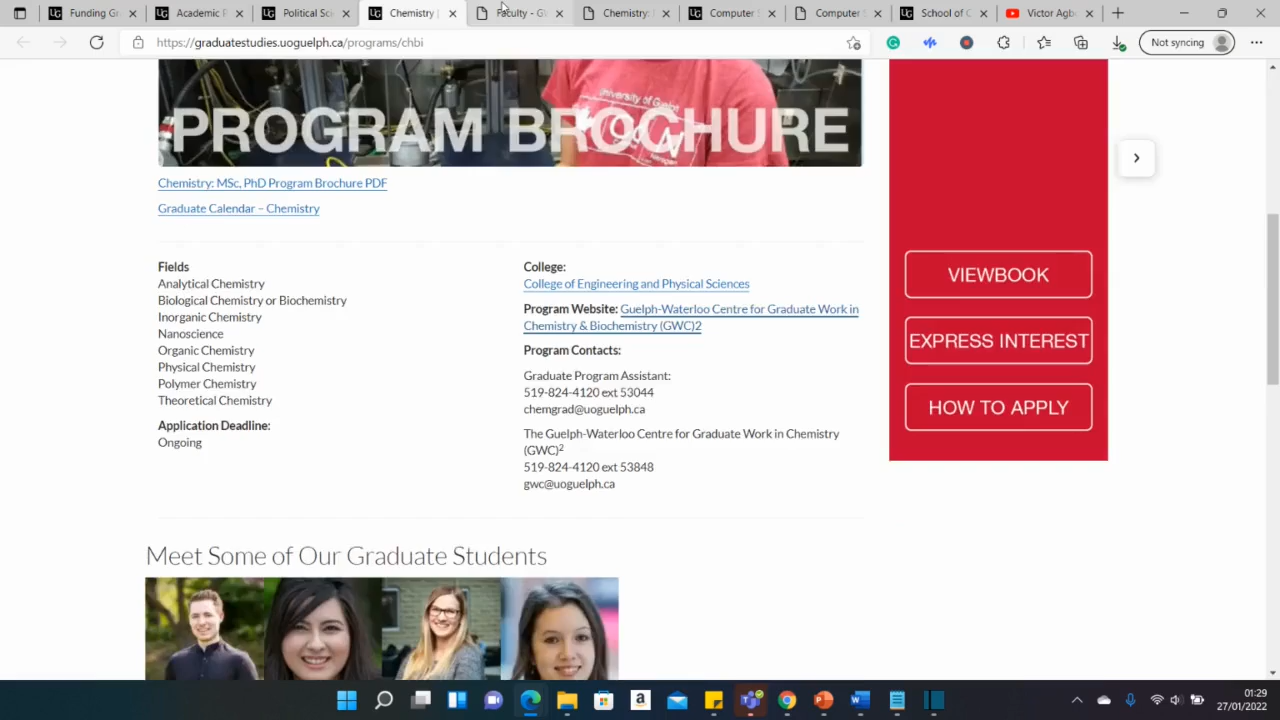 Funding Gr
Academic P
Political Sci
Chemistry |
Faculty - G
Chemistry:
Computer S
Computer S
School of C
Victor Agb
https://graduatestudies.uoguelph.ca/programs/chbi
Not syncing
University of Guelph
PROGRAM BROCHURE
Chemistry: MSc, PhD Program Brochure PDF
Graduate Calendar – Chemistry
Fields
Analytical Chemistry
Biological Chemistry or Biochemistry
Inorganic Chemistry
Nanoscience
Organic Chemistry
Physical Chemistry
Polymer Chemistry
Theoretical Chemistry
Application Deadline:
Ongoing
College:
College of Engineering and Physical Sciences
Program Website: Guelph-Waterloo Centre for Graduate Work in
Chemistry & Biochemistry (GWC)2
Program Contacts:
Graduate Program Assistant:
519-824-4120 ext 53044
chemgrad@uoguelph.ca
The Guelph-Waterloo Centre for Graduate Work in Chemistry
(GWC)2
519-824-4120 ext 53848
gwc@uoguelph.ca
VIEWBOOK
EXPRESS INTEREST
HOW TO APPLY
Meet Some of Our Graduate Students
01:29
27/01/2022